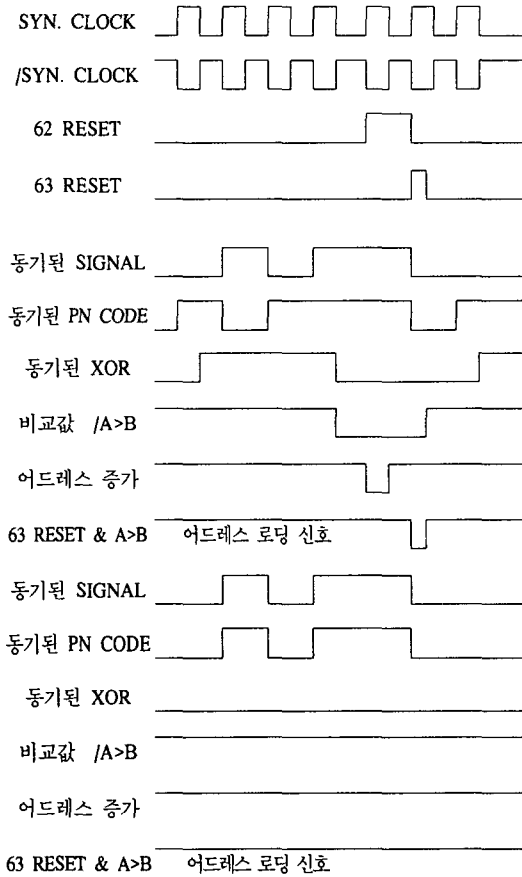 SYN. CLOCK
/SYN. CLOCK
62 RESET
63 RESET
동기된 SIGNAL
동기된 PN CODE
동기된 XOR
비교값 /A>B
어드레스 증가
63 RESET & A>B 어드레스 로딩 신호
동기된 SIGNAL
동기된 PN CODE
동기된 XOR
비교값 /A>B
어드레스 증가
63 RESET & A>B 어드레스 로딩 신호